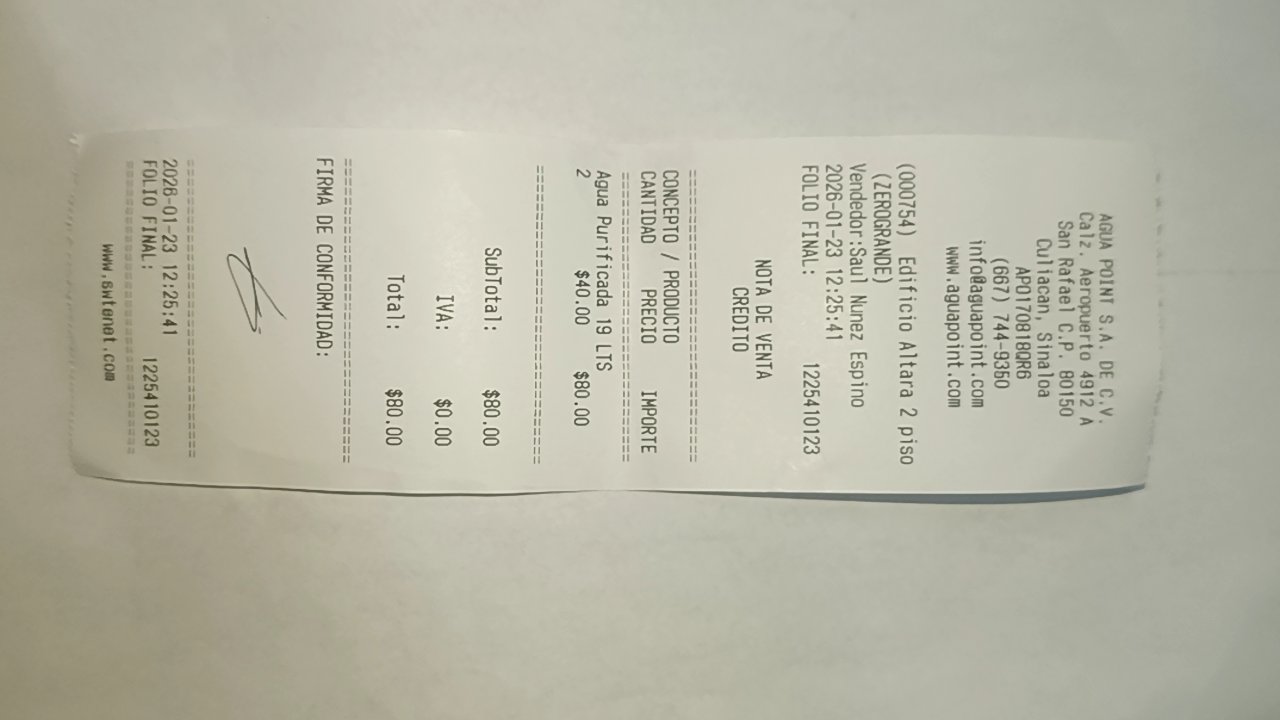 AGUA POINT S.A. DE C.V.
Calz. Aeropuerto 4912 A
San Rafael C.P. 80150
Culiacan, Sinaloa
APO170818QR6
(667) 744-9350
info@aguapoint.com
www.aguapoint.com
(000754) Edificio Altara 2 piso
(ZEROGRANDE)
Vendedor:Saul Nunez Espino
2026-01-23 12:25:41
FOLIO FINAL: 1225410123
NOTA DE VENTA
CREDITO
================================
CONCEPTO / PRODUCTO
CANTIDAD PRECIO IMPORTE
================================
Agua Purificada 19 LTS
2 $40.00 $80.00
================================
SubTotal: $80.00
IVA: $0.00
Total: $80.00
================================
FIRMA DE CONFORMIDAD:
================================
2026-01-23 12:25:41
FOLIO FINAL: 1225410123
================================
www.swtenet.com